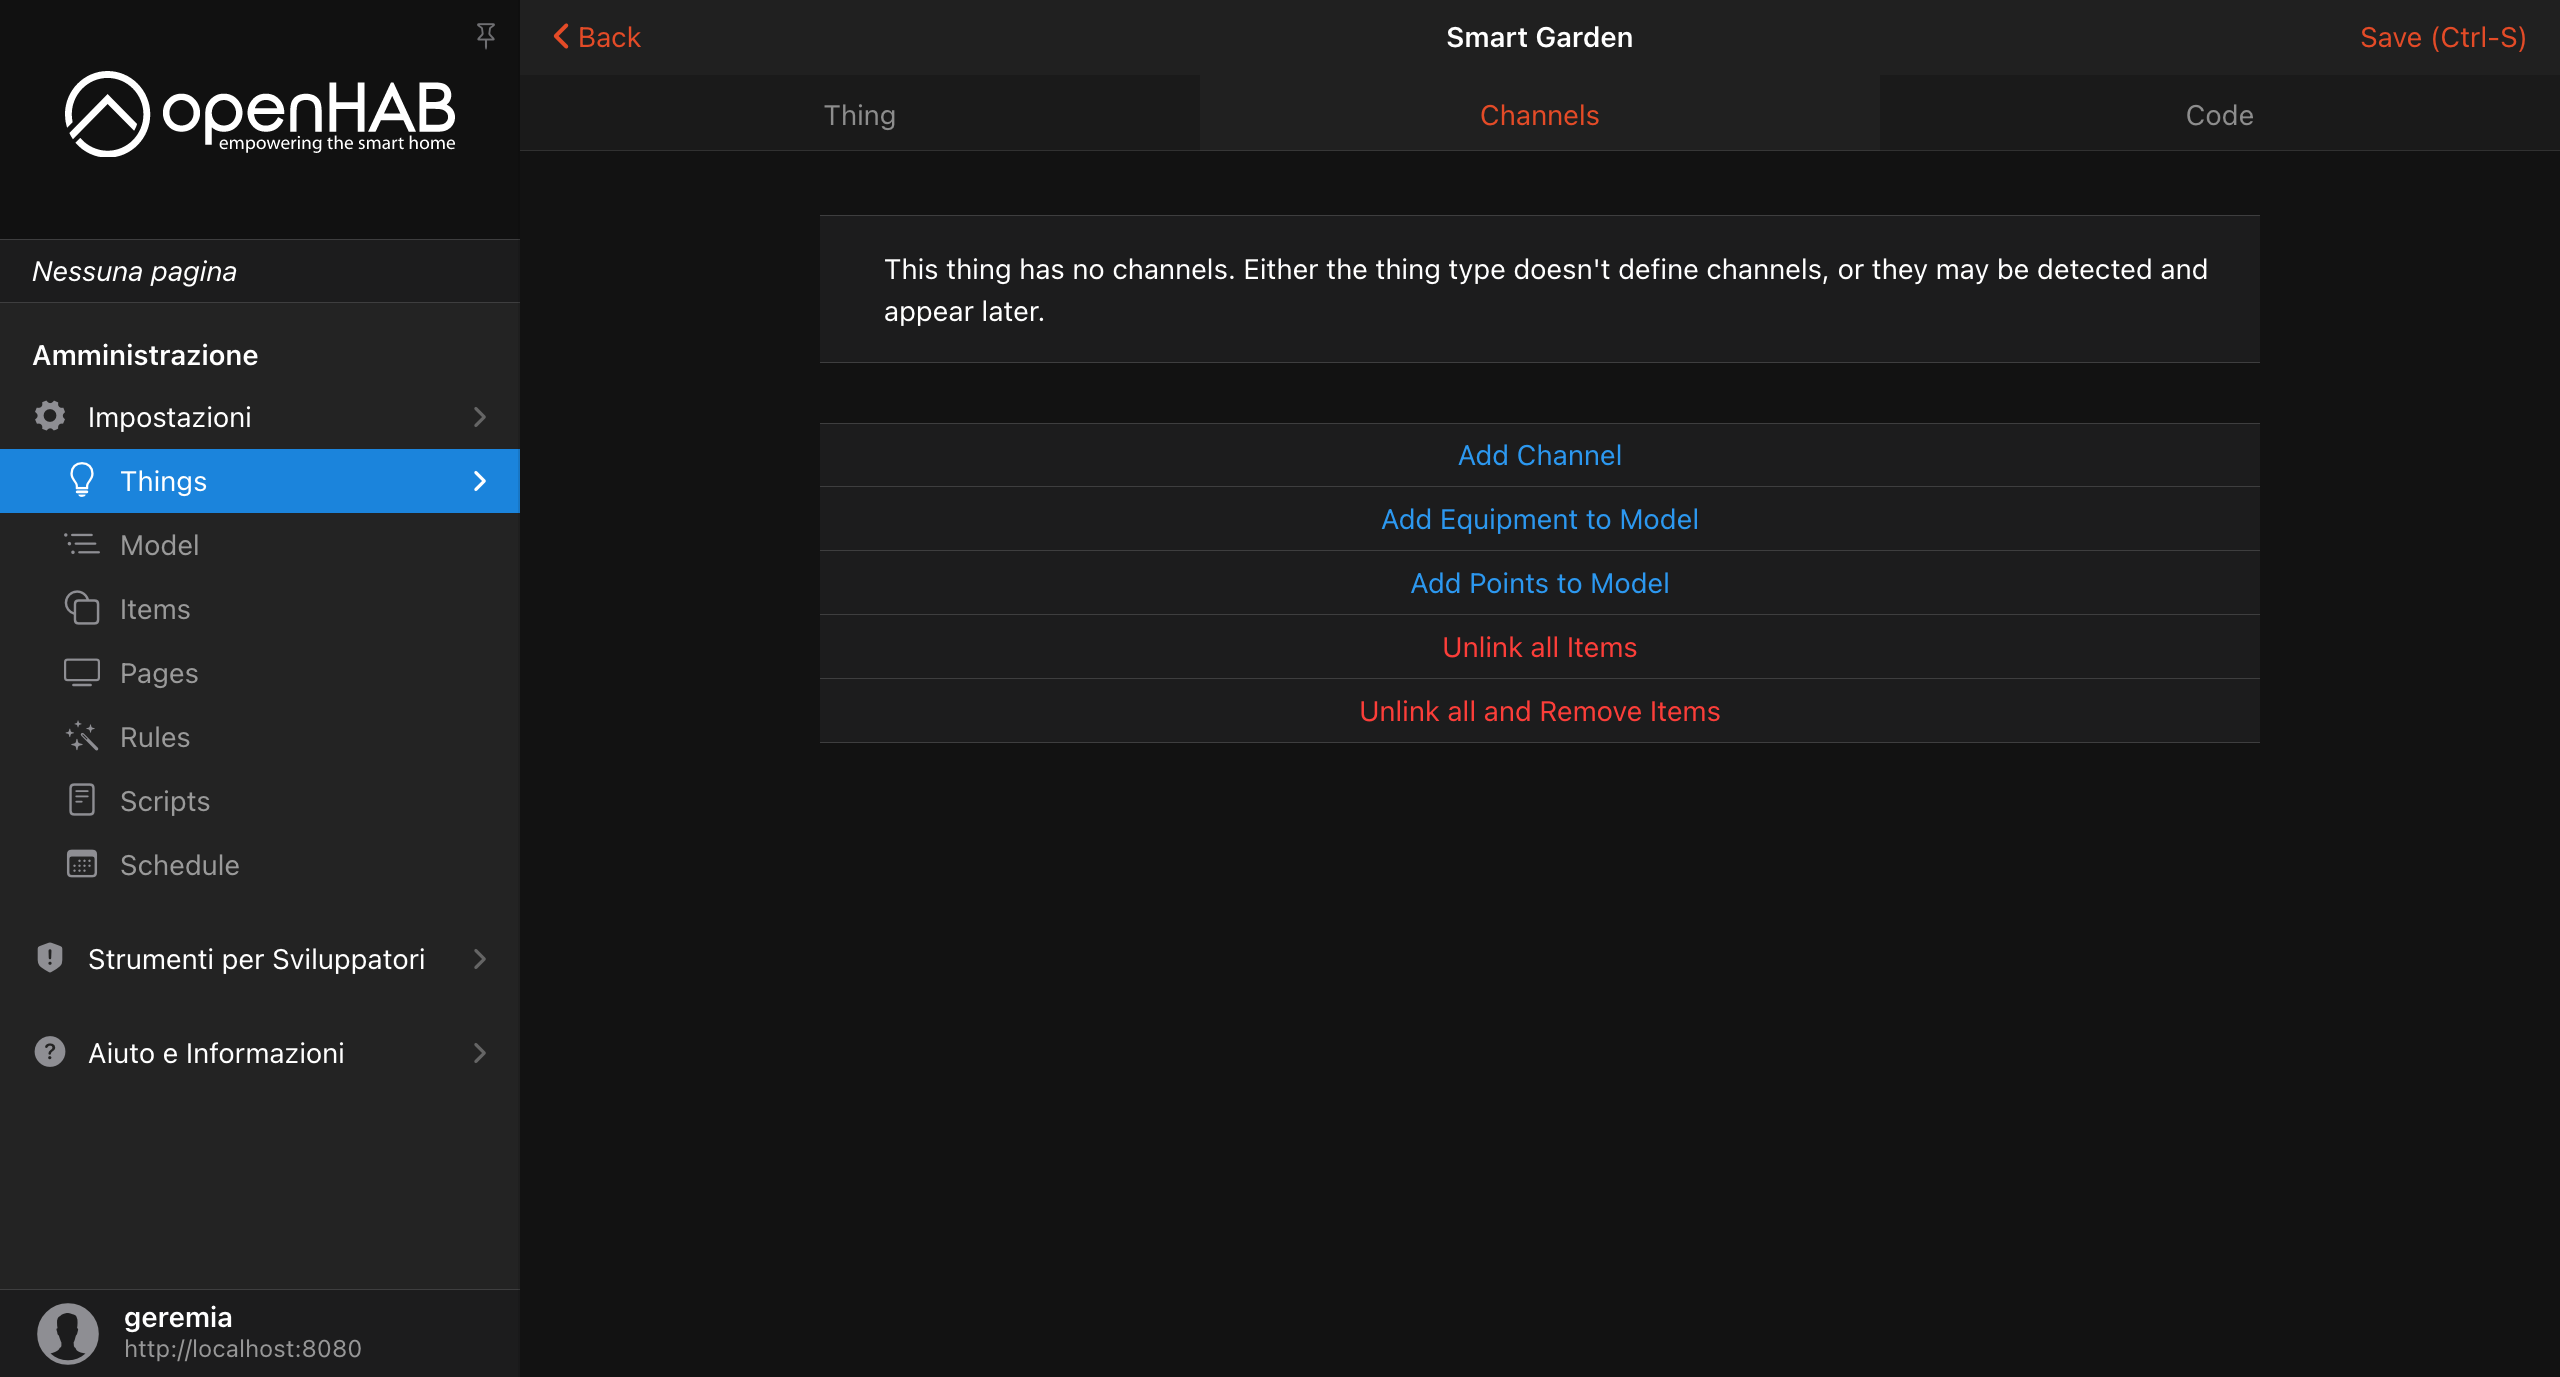 openHAB
empowering the smart home
Nessuna pagina
Amministrazione
Impostazioni
Things
Model
Items
Pages
Rules
Scripts
Schedule
Strumenti per Sviluppatori
Aiuto e Informazioni
geremia
http://localhost:8080
Back
Smart Garden
Save (Ctrl-S)
Thing
Channels
Code
This thing has no channels. Either the thing type doesn't define channels, or they may be detected and
appear later.
Add Channel
Add Equipment to Model
Add Points to Model
Unlink all Items
Unlink all and Remove Items